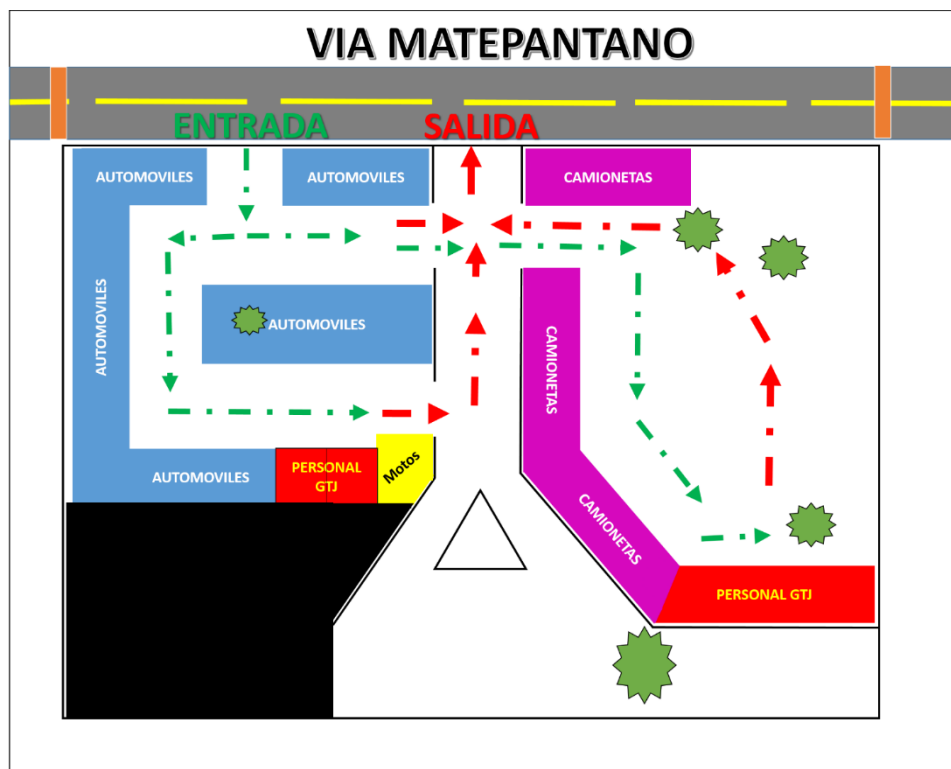 VIA MATEPANTANO
ENTRADA
SALIDA
AUTOMOVILES
AUTOMOVILES
CAMIONETAS
AUTOMOVILES
AUTOMOVILES
CAMIONETAS
AUTOMOVILES
PERSONAL
GTJ
Motos
CAMIONETAS
PERSONAL GTJ